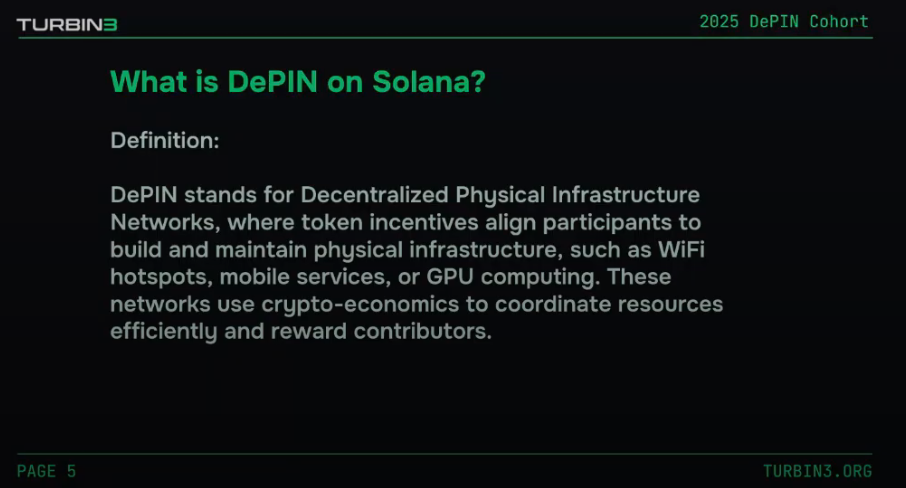 TURBIN3
2025 DePIN Cohort
What is DePIN on Solana?
Definition:
DePIN stands for Decentralized Physical Infrastructure
Networks, where token incentives align participants to
build and maintain physical infrastructure, such as WiFi
hotspots, mobile services, or GPU computing. These
networks use crypto-economics to coordinate resources
efficiently and reward contributors.
PAGE 5
TURBIN3.ORG